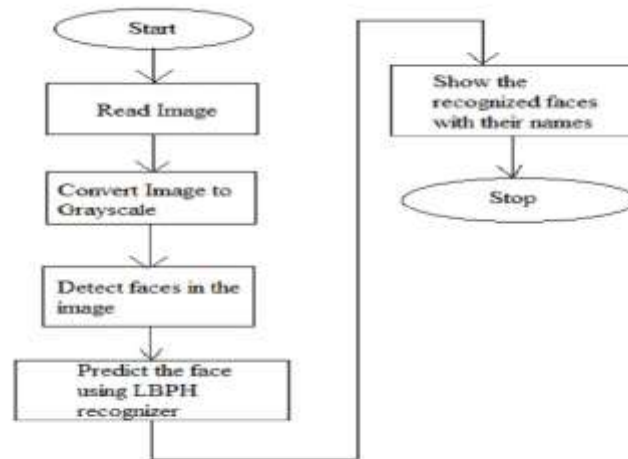 Start
Read Image
Convert Image to
Grayscale
Detect faces in the
image
Predict the face
using LBPH
recognizer
Show the
recognized faces
with their names
Stop